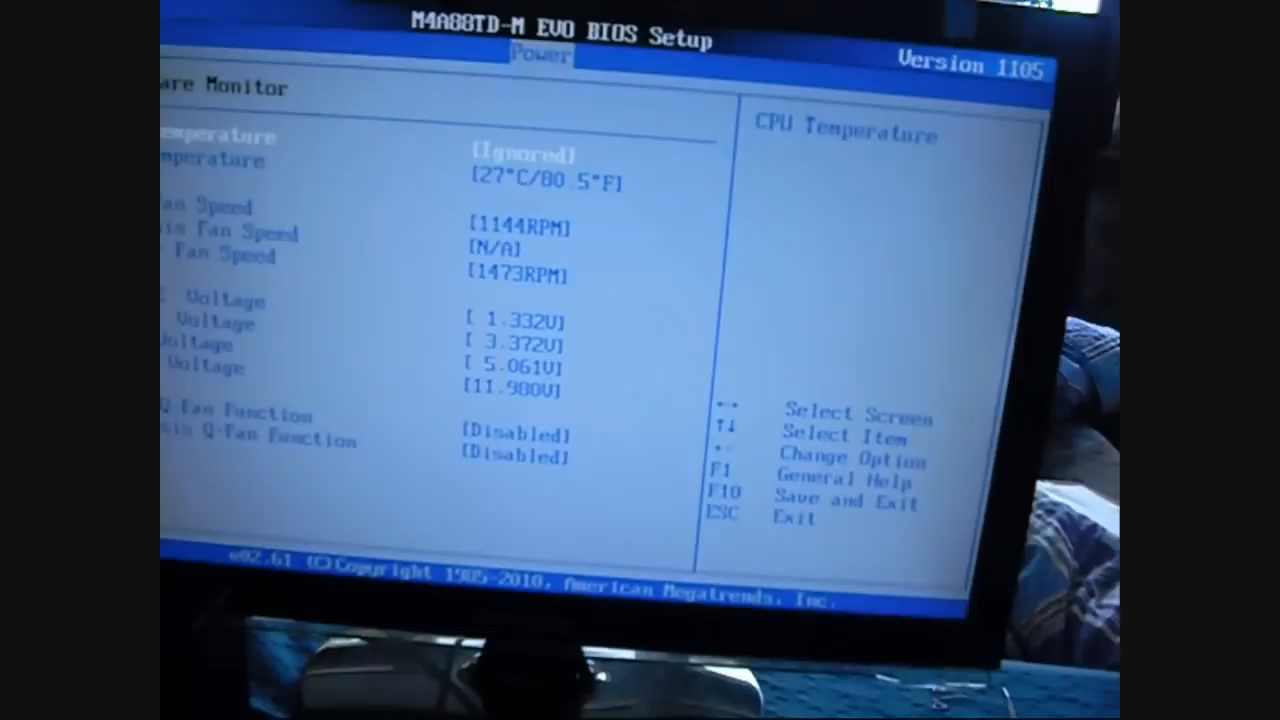 M4A88TD-M EVO BIOS Setup
Power
Version 1105
are Monitor
CPU Temperature
emperature [Ignored]
mperature [27°C/80.5°F]
an Speed [1144RPM]
is Fan Speed [N/A]
Fan Speed [1473RPM]
Voltage [ 1.332V]
Voltage [ 3.372V]
oltage [ 5.061V]
Voltage [11.980V]
Q-Fan Function [Disabled]
sis Q-Fan Function [Disabled]
←→ Select Screen
↑↓ Select Item
+- Change Option
F1 General Help
F10 Save and Exit
ESC Exit
v02.61 (C)Copyright 1985-2010, American Megatrends, Inc.